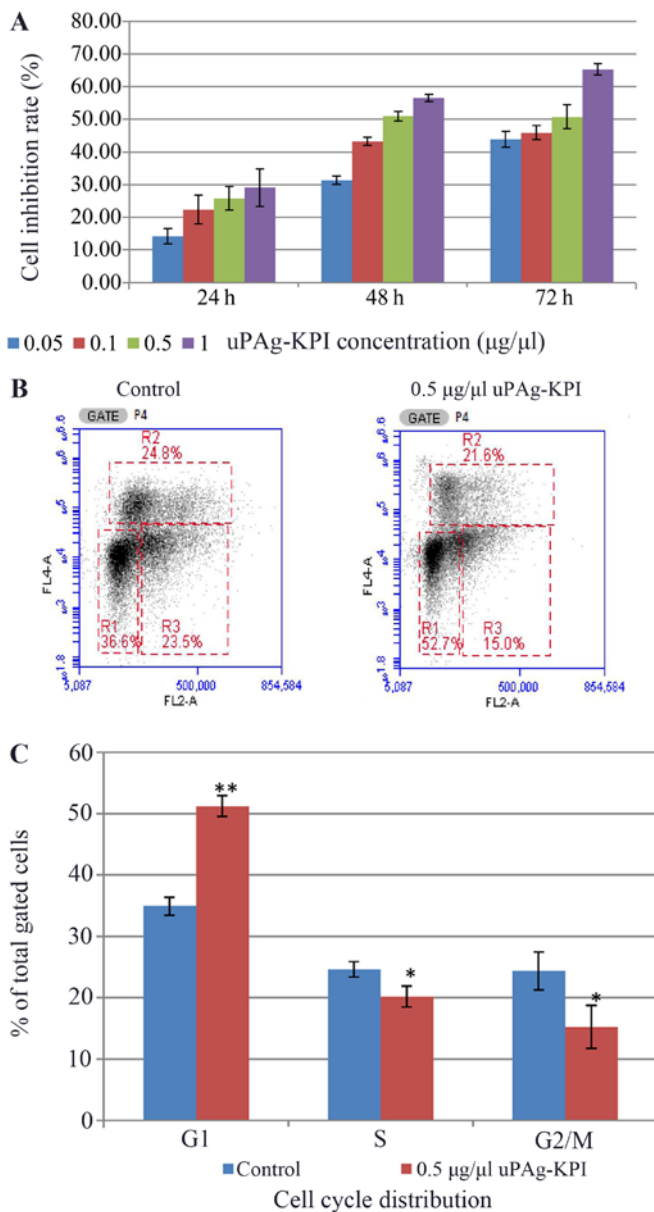 A
80.00
70.00
60.00
50.00
40.00
30.00
20.00
10.00
0.00
Cell inhibition rate (%)
24 h 48 h 72 h
0.05 0.1 0.5 1 uPAg-KPI concentration (μg/μl)
B
Control 0.5 μg/μl uPAg-KPI
GATE P4
R2
24.8%
R1
36.6%
R3
23.5%
FL4-A
5,087 500,000 854,584
FL2-A
GATE P4
R2
21.6%
R1
52.7%
R3
15.0%
FL4-A
5,087 500,000 854,584
FL2-A
C
60
50
40
30
20
10
0
% of total gated cells
**
*
*
G1 S G2/M
Control 0.5 μg/μl uPAg-KPI
Cell cycle distribution